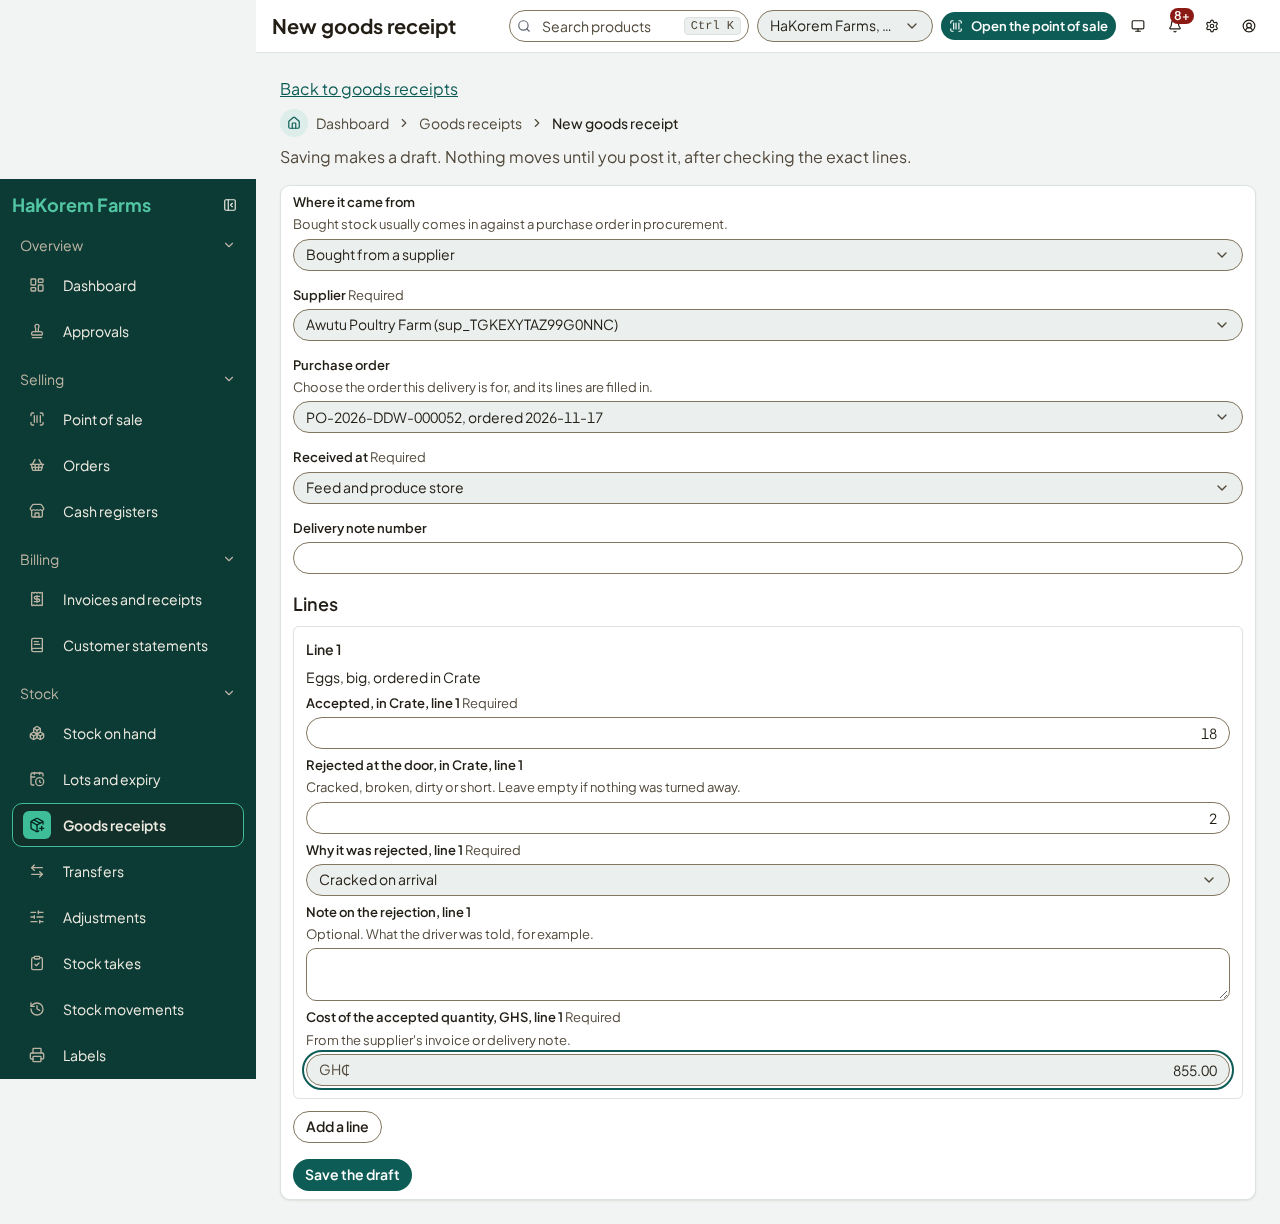 New goods receipt
Search products
Ctrl K
HaKorem Farms, ...
Open the point of sale
8+
Back to goods receipts
Dashboard
Goods receipts
New goods receipt
Saving makes a draft. Nothing moves until you post it, after checking the exact lines.
HaKorem Farms
Overview
Dashboard
Approvals
Selling
Point of sale
Orders
Cash registers
Billing
Invoices and receipts
Customer statements
Stock
Stock on hand
Lots and expiry
Goods receipts
Transfers
Adjustments
Stock takes
Stock movements
Labels
Where it came from
Bought stock usually comes in against a purchase order in procurement.
Bought from a supplier
Supplier Required
Awutu Poultry Farm (sup_TGKEXYTAZ99G0NNC)
Purchase order
Choose the order this delivery is for, and its lines are filled in.
PO-2026-DDW-000052, ordered 2026-11-17
Received at Required
Feed and produce store
Delivery note number
Lines
Line 1
Eggs, big, ordered in Crate
Accepted, in Crate, line 1 Required
18
Rejected at the door, in Crate, line 1
Cracked, broken, dirty or short. Leave empty if nothing was turned away.
2
Why it was rejected, line 1 Required
Cracked on arrival
Note on the rejection, line 1
Optional. What the driver was told, for example.
Cost of the accepted quantity, GHS, line 1 Required
From the supplier's invoice or delivery note.
GH₵ 855.00
Add a line
Save the draft